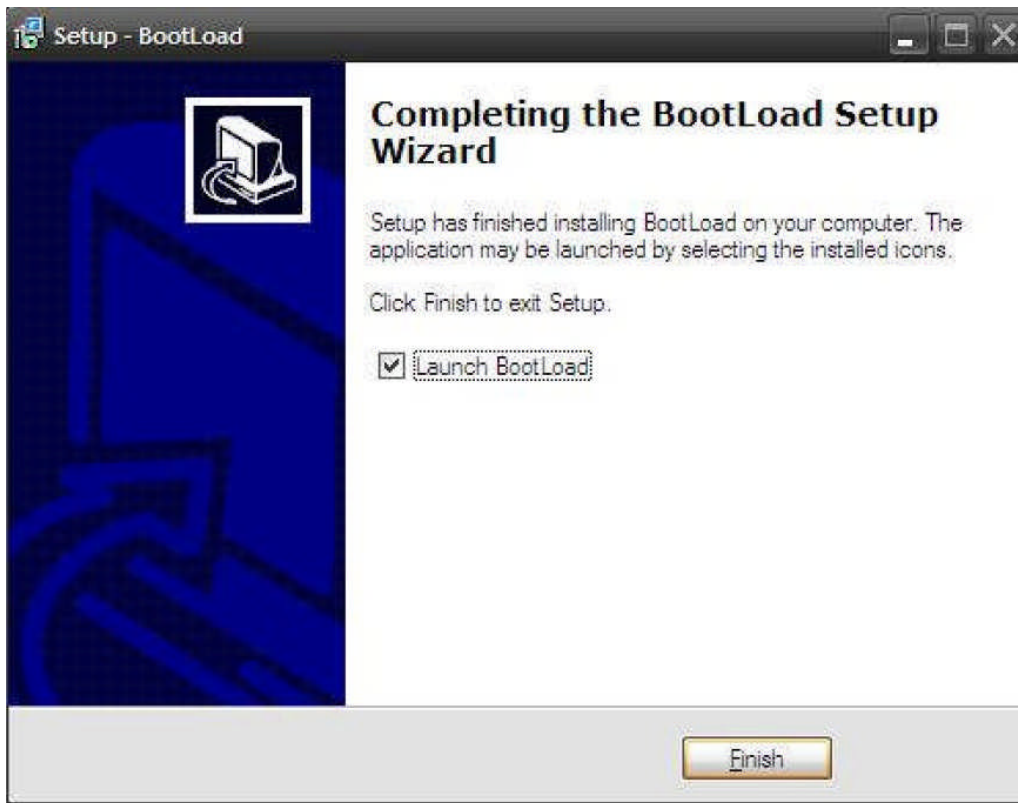 Setup - BootLoad
Completing the BootLoad Setup
Wizard
Setup has finished installing BootLoad on your computer. The
application may be launched by selecting the installed icons.
Click Finish to exit Setup.
Launch BootLoad
Finish